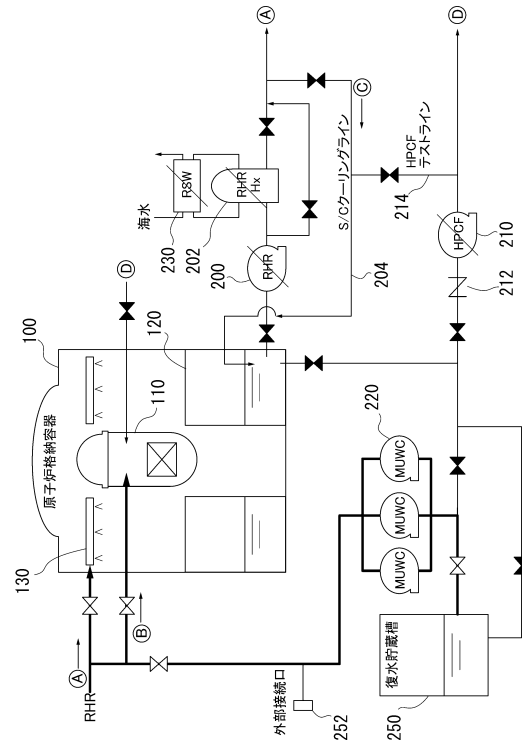 Ⓐ
Ⓓ
海水
RSW
230
RHR
Hx
202
RHR
200
S/Cクーリングライン
Ⓒ
204
HPCF
テストライン
214
HPCF
210
212
Ⓓ
100
120
110
原子炉格納容器
130
220
MUWC
MUWC
MUWC
Ⓐ
RHR
Ⓑ
外部接続口
252
復水貯蔵槽
250